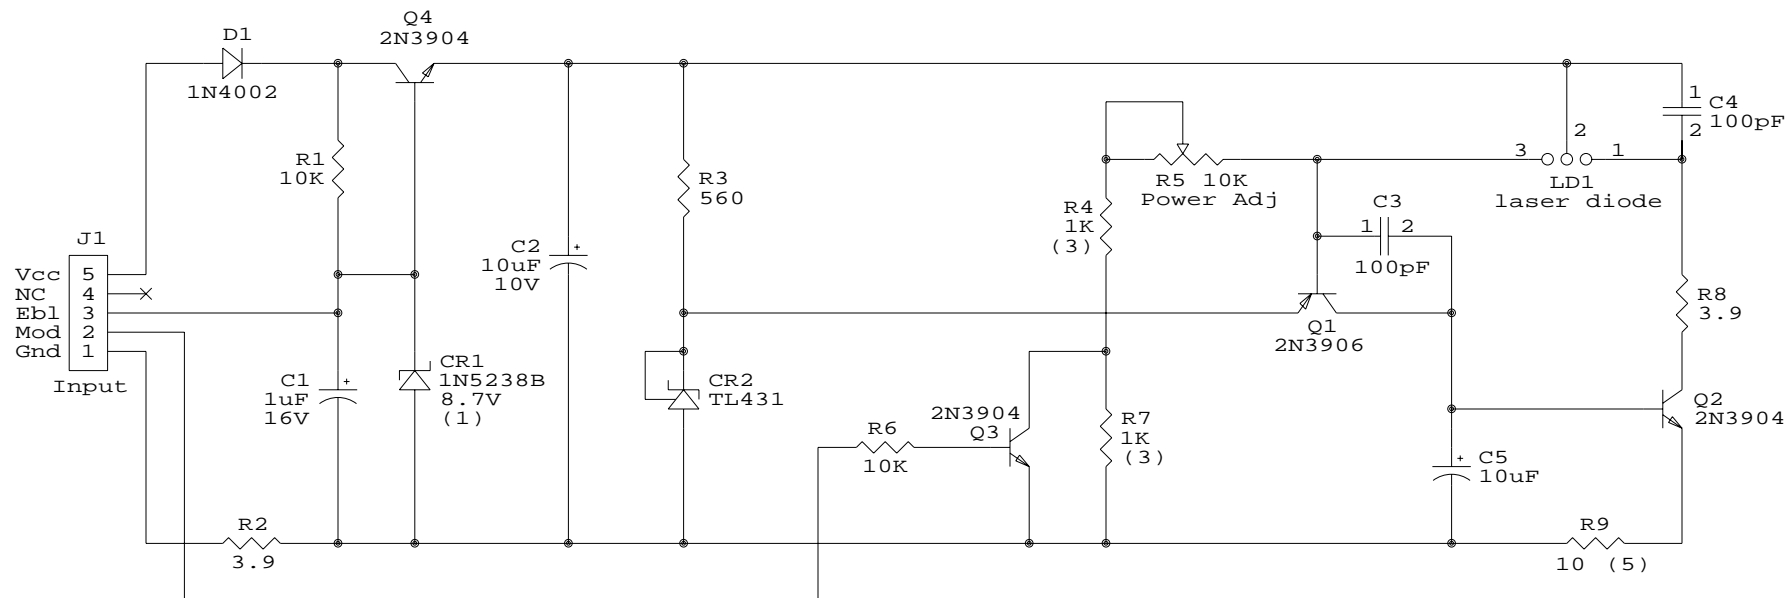 Q4
2N3904
D1
1N4002
R1
10K
J1
Vcc 5
NC 4
Ebl 3
Mod 2
Gnd 1
Input
C1
1uF
16V
+
CR1
1N5238B
8.7V
(1)
R2
3.9
C2
10uF
10V
+
R3
560
CR2
TL431
R6
10K
2N3904
Q3
R4
1K
(3)
R5 10K
Power Adj
R7
1K
(3)
C3
1 2
100pF
Q1
2N3906
3 2 1
LD1
laser diode
1
C4
100pF
2
R8
3.9
Q2
2N3904
C5
10uF
+
R9
10 (5)